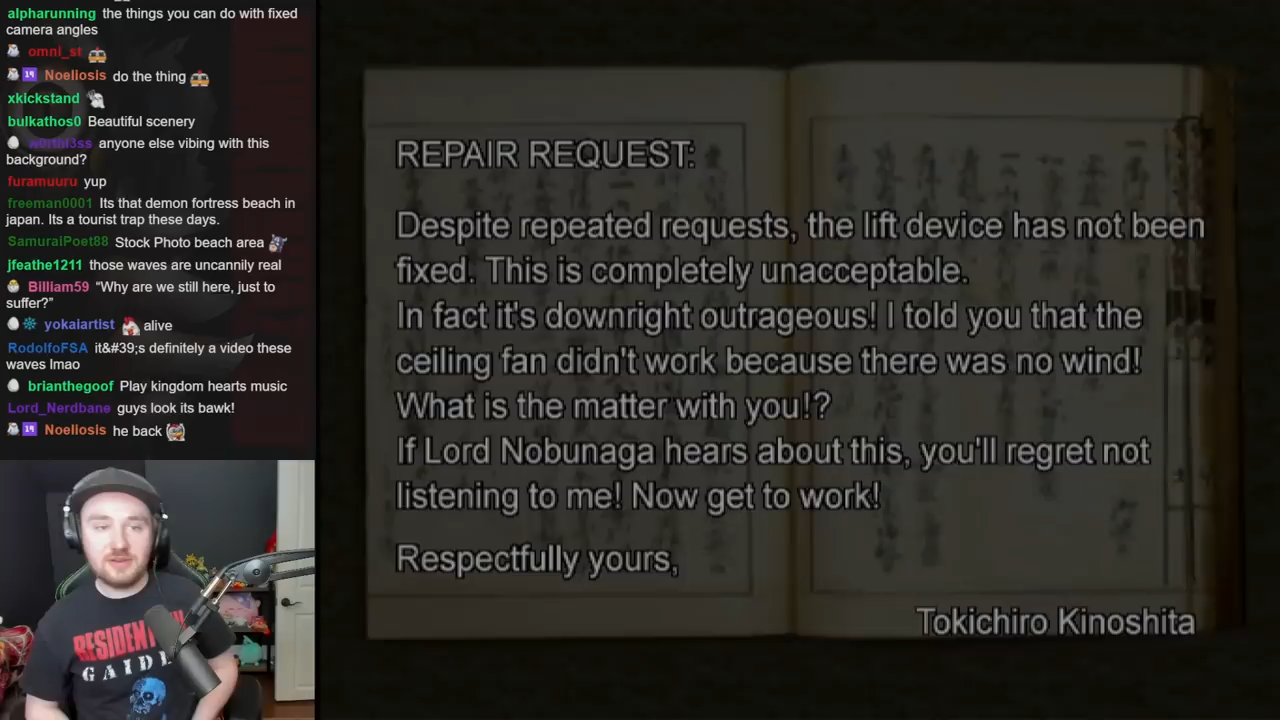 alpharunning the things you can do with fixed
camera angles
omni_st
19 Noeliosis do the thing
xkickstand
bulkathos0 Beautiful scenery
w0rthl3ss anyone else vibing with this
background?
furamuuru yup
freeman0001 Its that demon fortress beach in
japan. Its a tourist trap these days.
SamuraiPoet88 Stock Photo beach area
jfeathe1211 those waves are uncannily real
Billiam59 "Why are we still here, just to
suffer?"
yokaiartist alive
RodolfoFSA it&#39;s definitely a video these
waves lmao
brianthegoof Play kingdom hearts music
Lord_Nerdbane guys look its bawk!
19 Noeliosis he back
RESIDENT
GAIDE
REPAIR REQUEST:
Despite repeated requests, the lift device has not been
fixed. This is completely unacceptable.
In fact it's downright outrageous! I told you that the
ceiling fan didn't work because there was no wind!
What is the matter with you!?
If Lord Nobunaga hears about this, you'll regret not
listening to me! Now get to work!
Respectfully yours,
Tokichiro Kinoshita